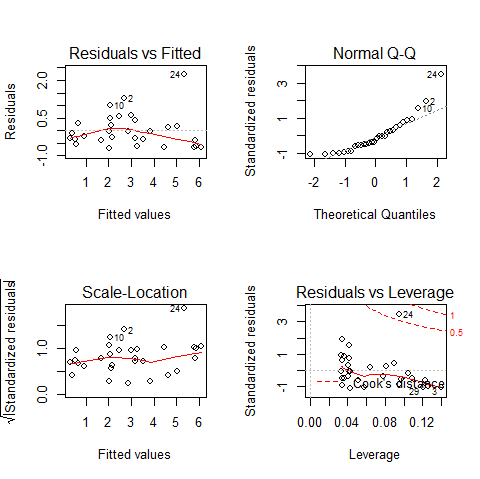 Residuals vs Fitted
Residuals
-1.0
0.5
2.0
24
2
10
1 2 3 4 5 6
Fitted values
Normal Q-Q
Standardized residuals
-1
1
3
24
2
10
-2 -1 0 1 2
Theoretical Quantiles
Scale-Location
√|Standardized residuals|
0.0
1.0
24
2
10
1 2 3 4 5 6
Fitted values
Residuals vs Leverage
Standardized residuals
-1
1
3
24
1
0.5
Cook's distance
29
3
0.00 0.04 0.08 0.12
Leverage